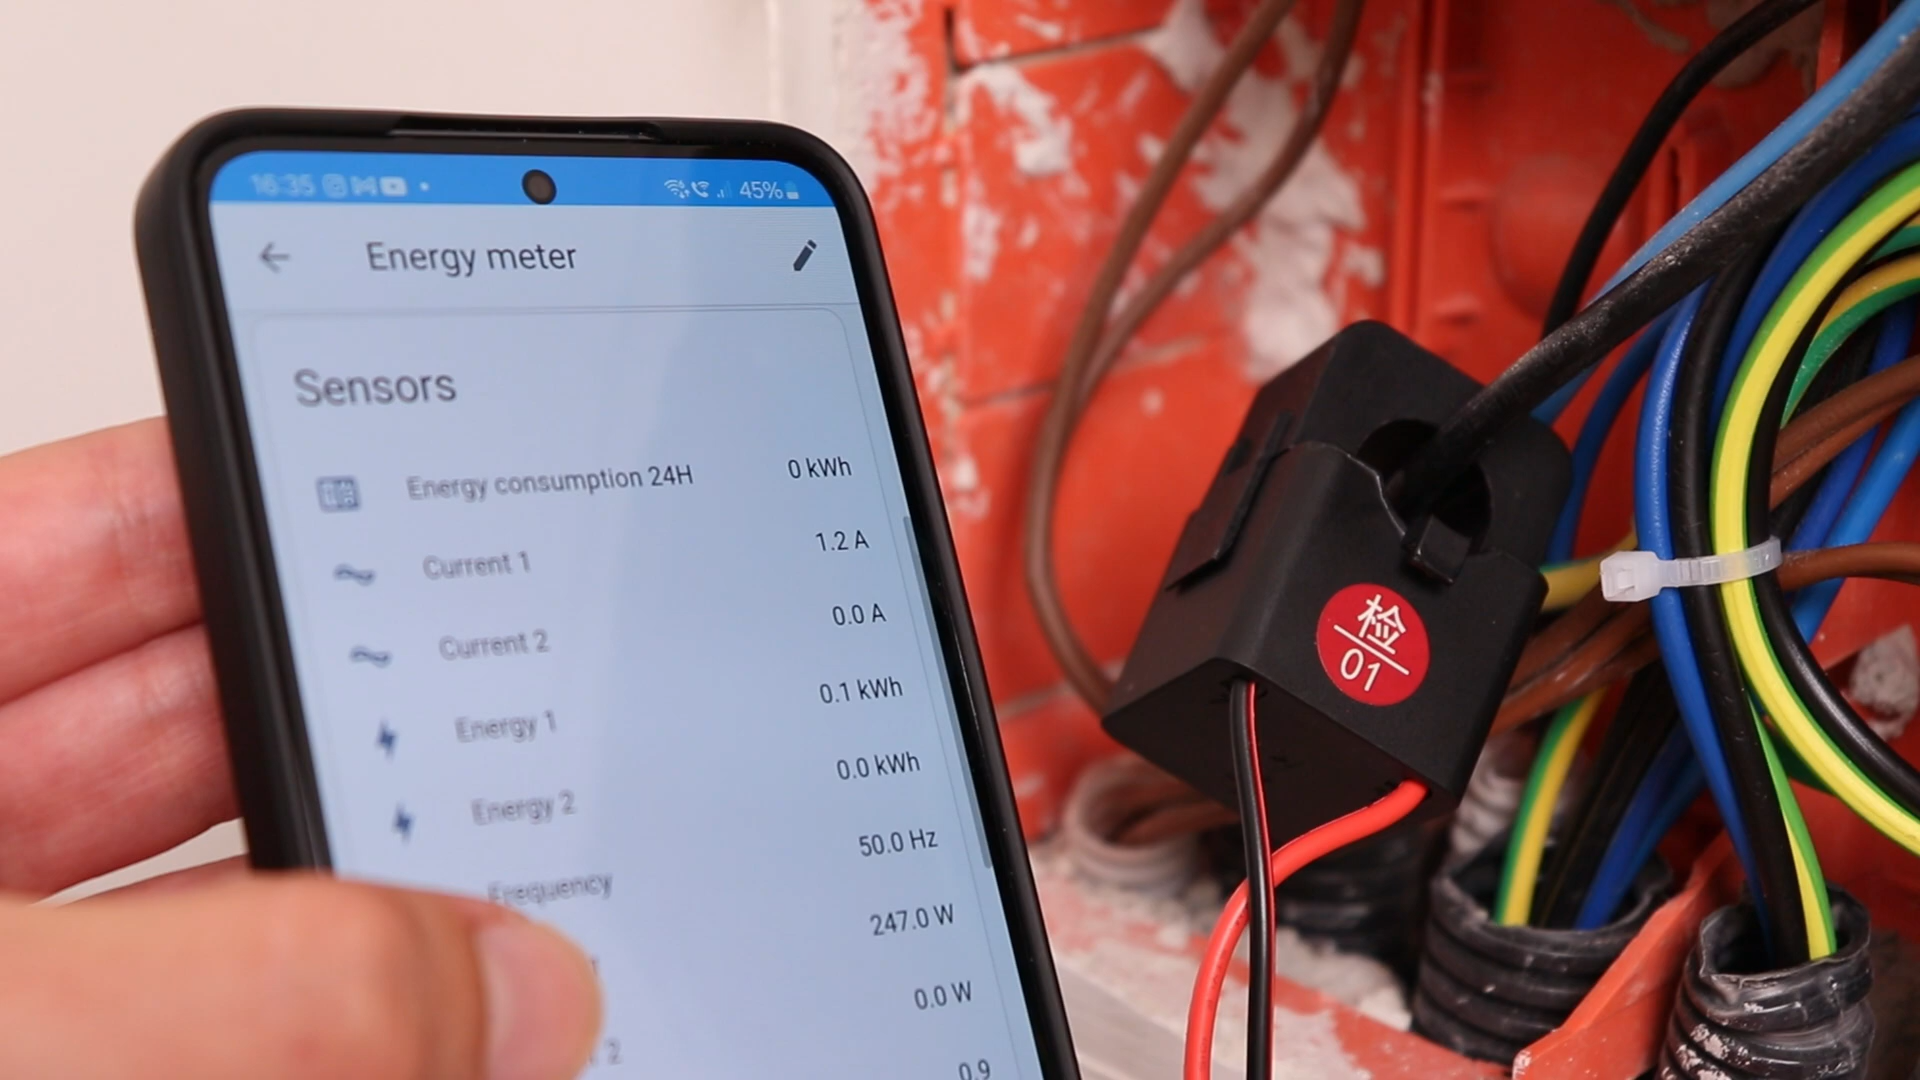 16:35
45%
Energy meter
Sensors
Energy consumption 24H 0 kWh
Current 1 1.2 A
Current 2 0.0 A
Energy 1 0.1 kWh
Energy 2 0.0 kWh
Frequency 50.0 Hz
247.0 W
2 0.0 W
0.9
检
01